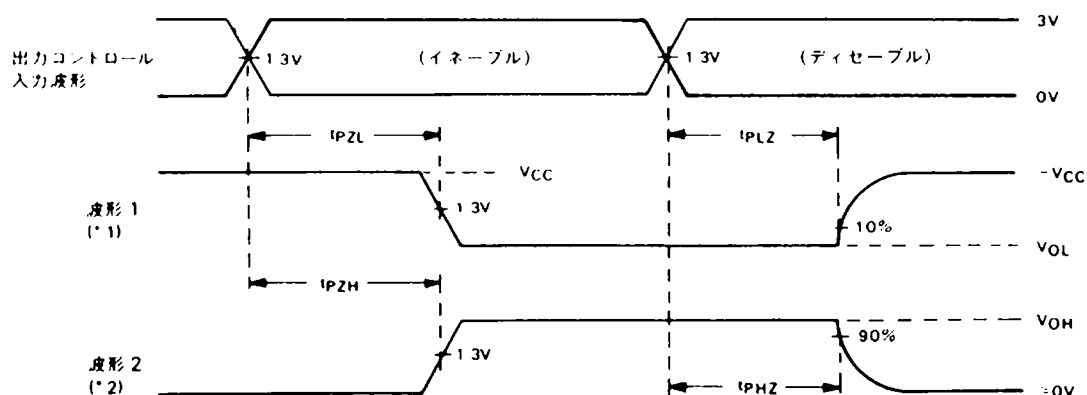 3V
出力コントロール
入力波形
1.3V
(イネーブル)
1.3V
(ディセーブル)
0V
tPZL
tPLZ
VCC
≈VCC
波形1
(*1)
1.3V
10%
VOL
tPZH
VOH
波形2
(*2)
1.3V
90%
tPHZ
≈0V